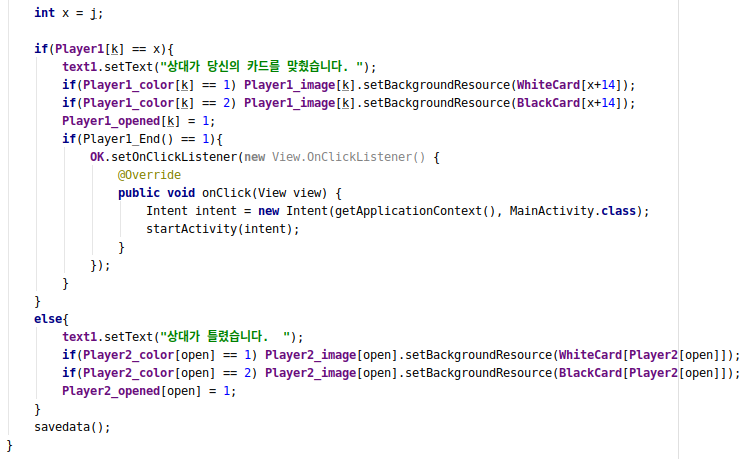 int x = j;
if(Player1[k] == x){
text1.setText("상대가 당신의 카드를 맞췄습니다. ");
if(Player1_color[k] == 1) Player1_image[k].setBackgroundResource(WhiteCard[x+14]);
if(Player1_color[k] == 2) Player1_image[k].setBackgroundResource(BlackCard[x+14]);
Player1_opened[k] = 1;
if(Player1_End() == 1){
OK.setOnClickListener(new View.OnClickListener() {
@Override
public void onClick(View view) {
Intent intent = new Intent(getApplicationContext(), MainActivity.class);
startActivity(intent);
}
});
}
}
else{
text1.setText("상대가 틀렸습니다.  ");
if(Player2_color[open] == 1) Player2_image[open].setBackgroundResource(WhiteCard[Player2[open]]);
if(Player2_color[open] == 2) Player2_image[open].setBackgroundResource(BlackCard[Player2[open]]);
Player2_opened[open] = 1;
}
savedata();
}